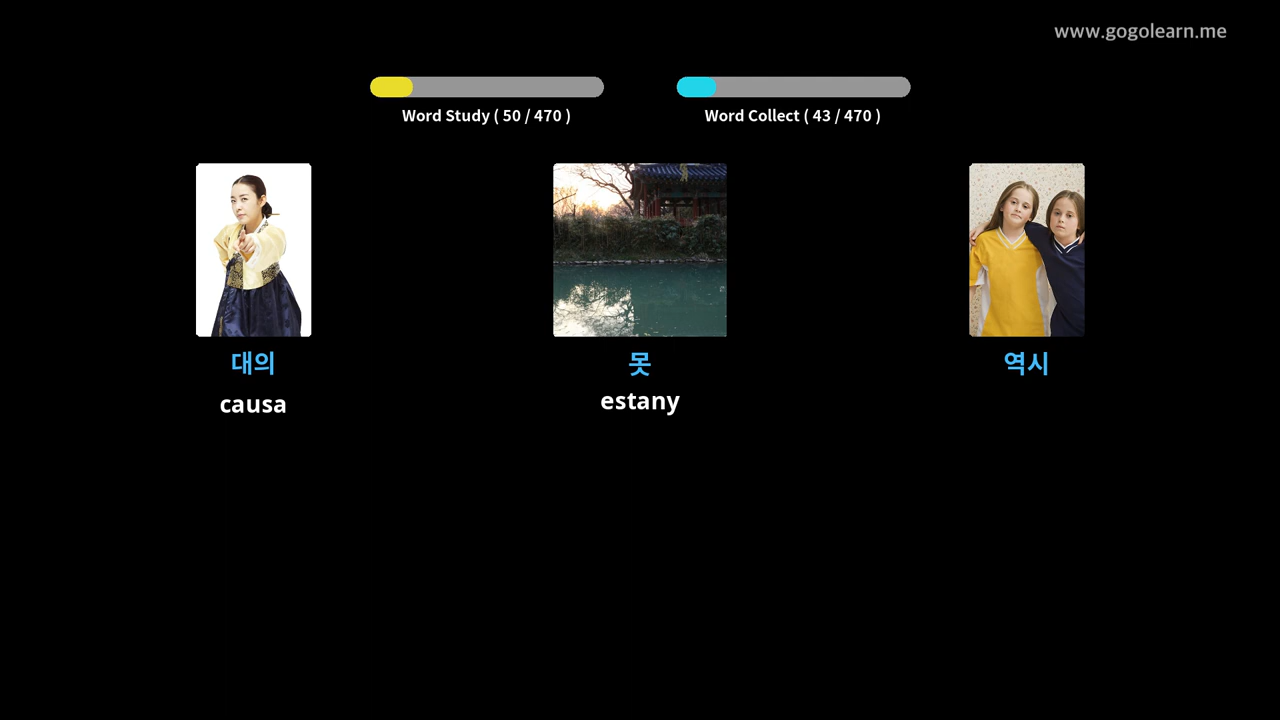 www.gogolearn.me
Word Study ( 50 / 470 )
Word Collect ( 43 / 470 )
대의
못
역시
causa
estany